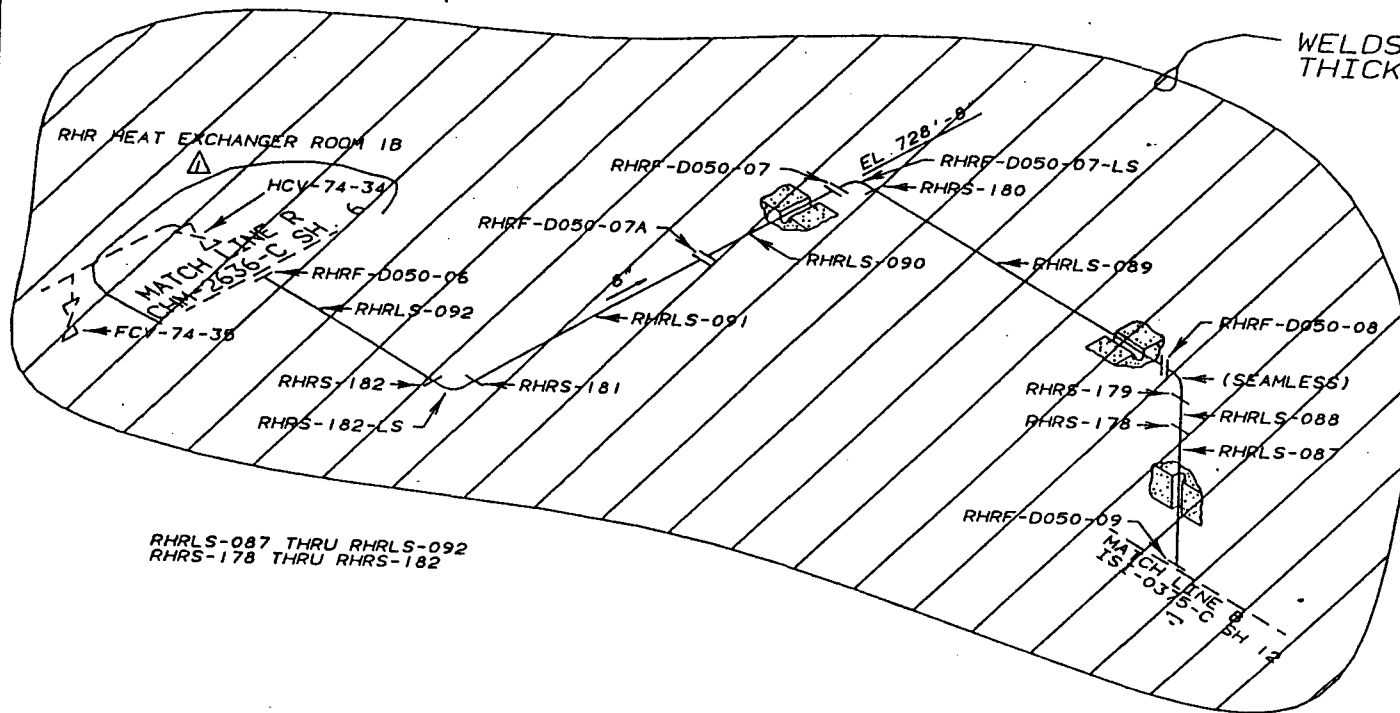 WELDS
THICK
RHR HEAT EXCHANGER ROOM 1B
1
HCV-74-34
MATCH LINE R
CHM-2636-C SH. 6
RHRF-D050-06
RHRLS-092
FCV-74-35
RHRS-182
RHRS-182-LS
RHRS-181
RHRF-D050-07A
6"
RHRLS-091
RHRF-D050-07
EL. 728'-8"
RHRF-D050-07-LS
RHRS-180
RHRLS-090
RHRLS-089
RHRF-D050-08
(SEAMLESS)
RHRS-179
RHRLS-088
RHRS-178
RHRLS-087
RHRF-D050-09
MATCH LINE B
ISI-0375-C SH 12
RHRLS-087 THRU RHRLS-092
RHRS-178 THRU RHRS-182